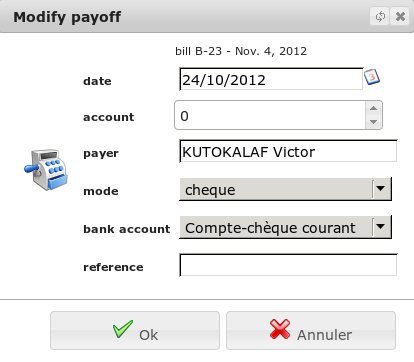 Modify payoff
bill B-23 - Nov. 4, 2012
date 24/10/2012
account 0
payer KUTOKALAF Victor
mode cheque
bank account Compte-chèque courant
reference
Ok Annuler